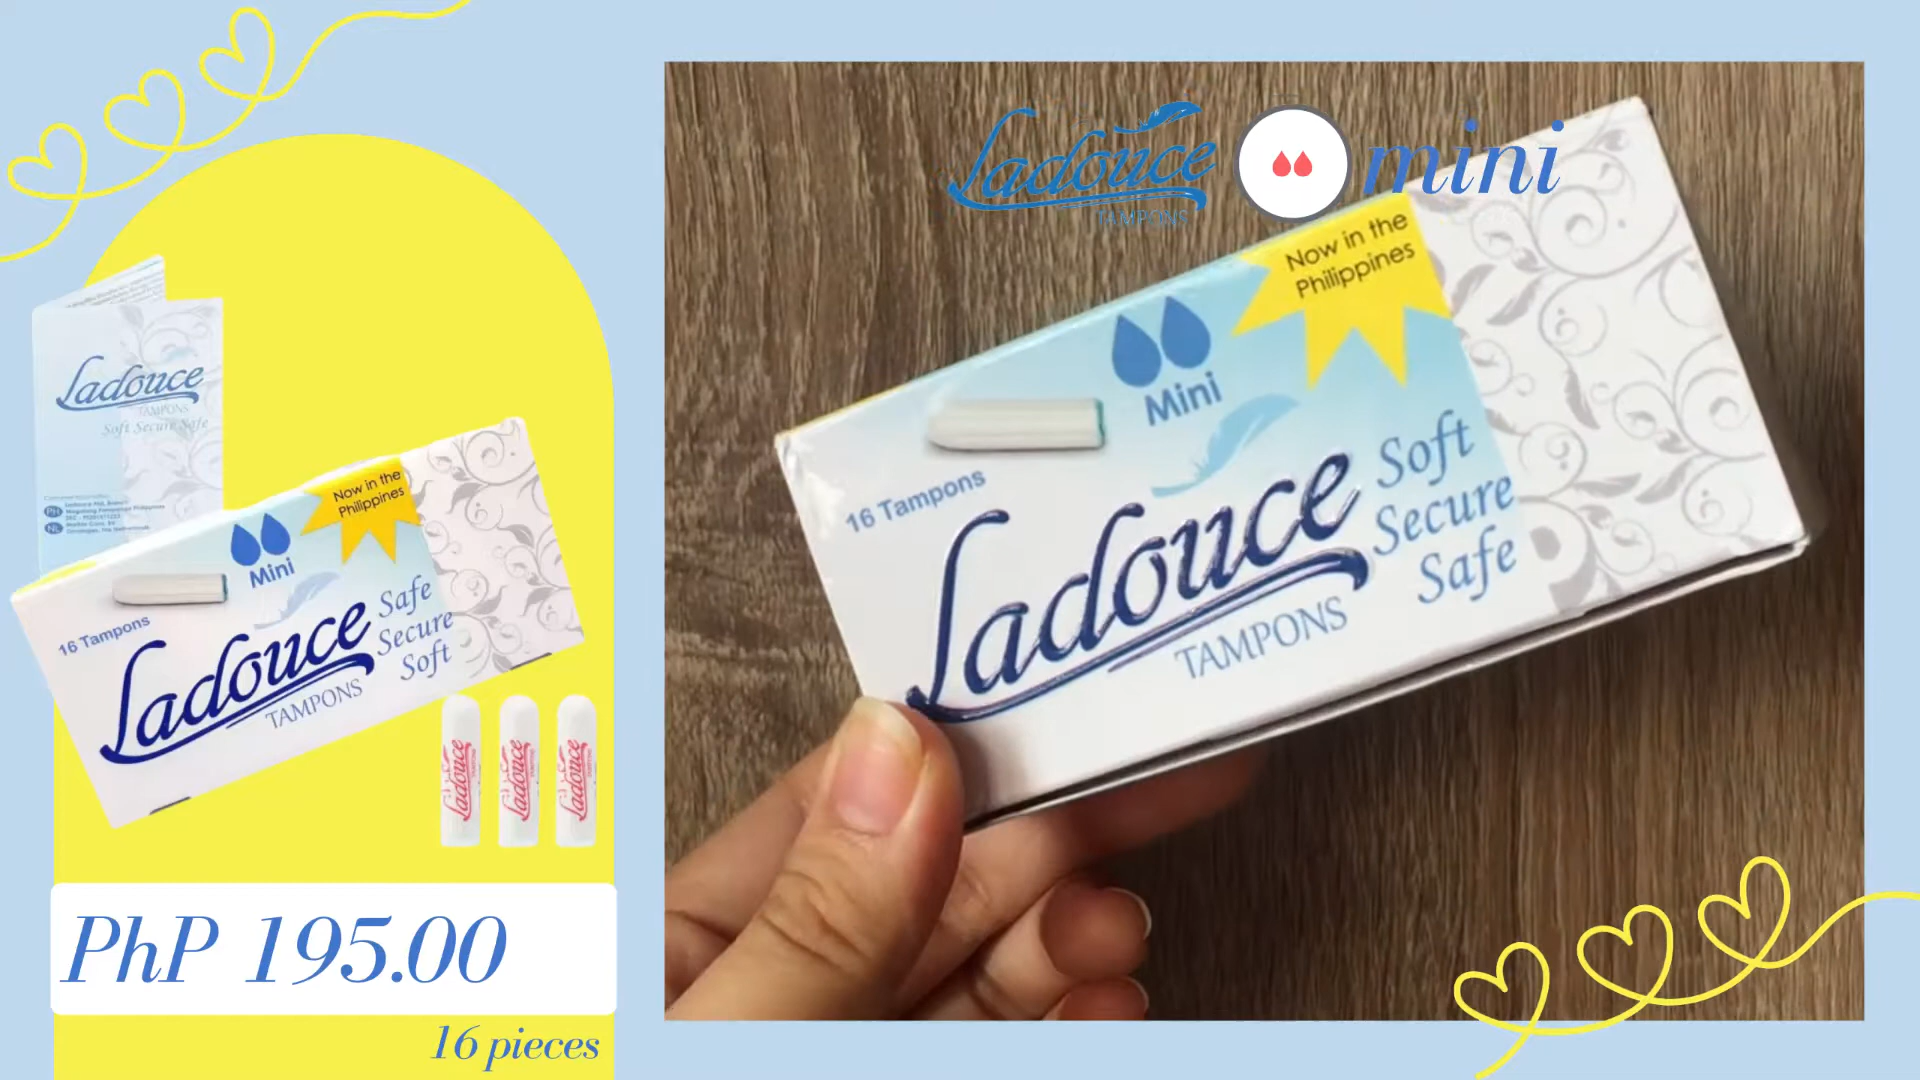 Ladouce
TAMPONS
Soft Secure Safe
PH
NL
Now in the
Philippines
Mini
16 Tampons
Ladouce
TAMPONS
Safe
Secure
Soft
Ladouce
Ladouce
Ladouce
PhP 195.00
16 pieces
Ladouce
TAMPONS
mini
Now in the
Philippines
Mini
16 Tampons
Ladouce
TAMPONS
Soft
Secure
Safe